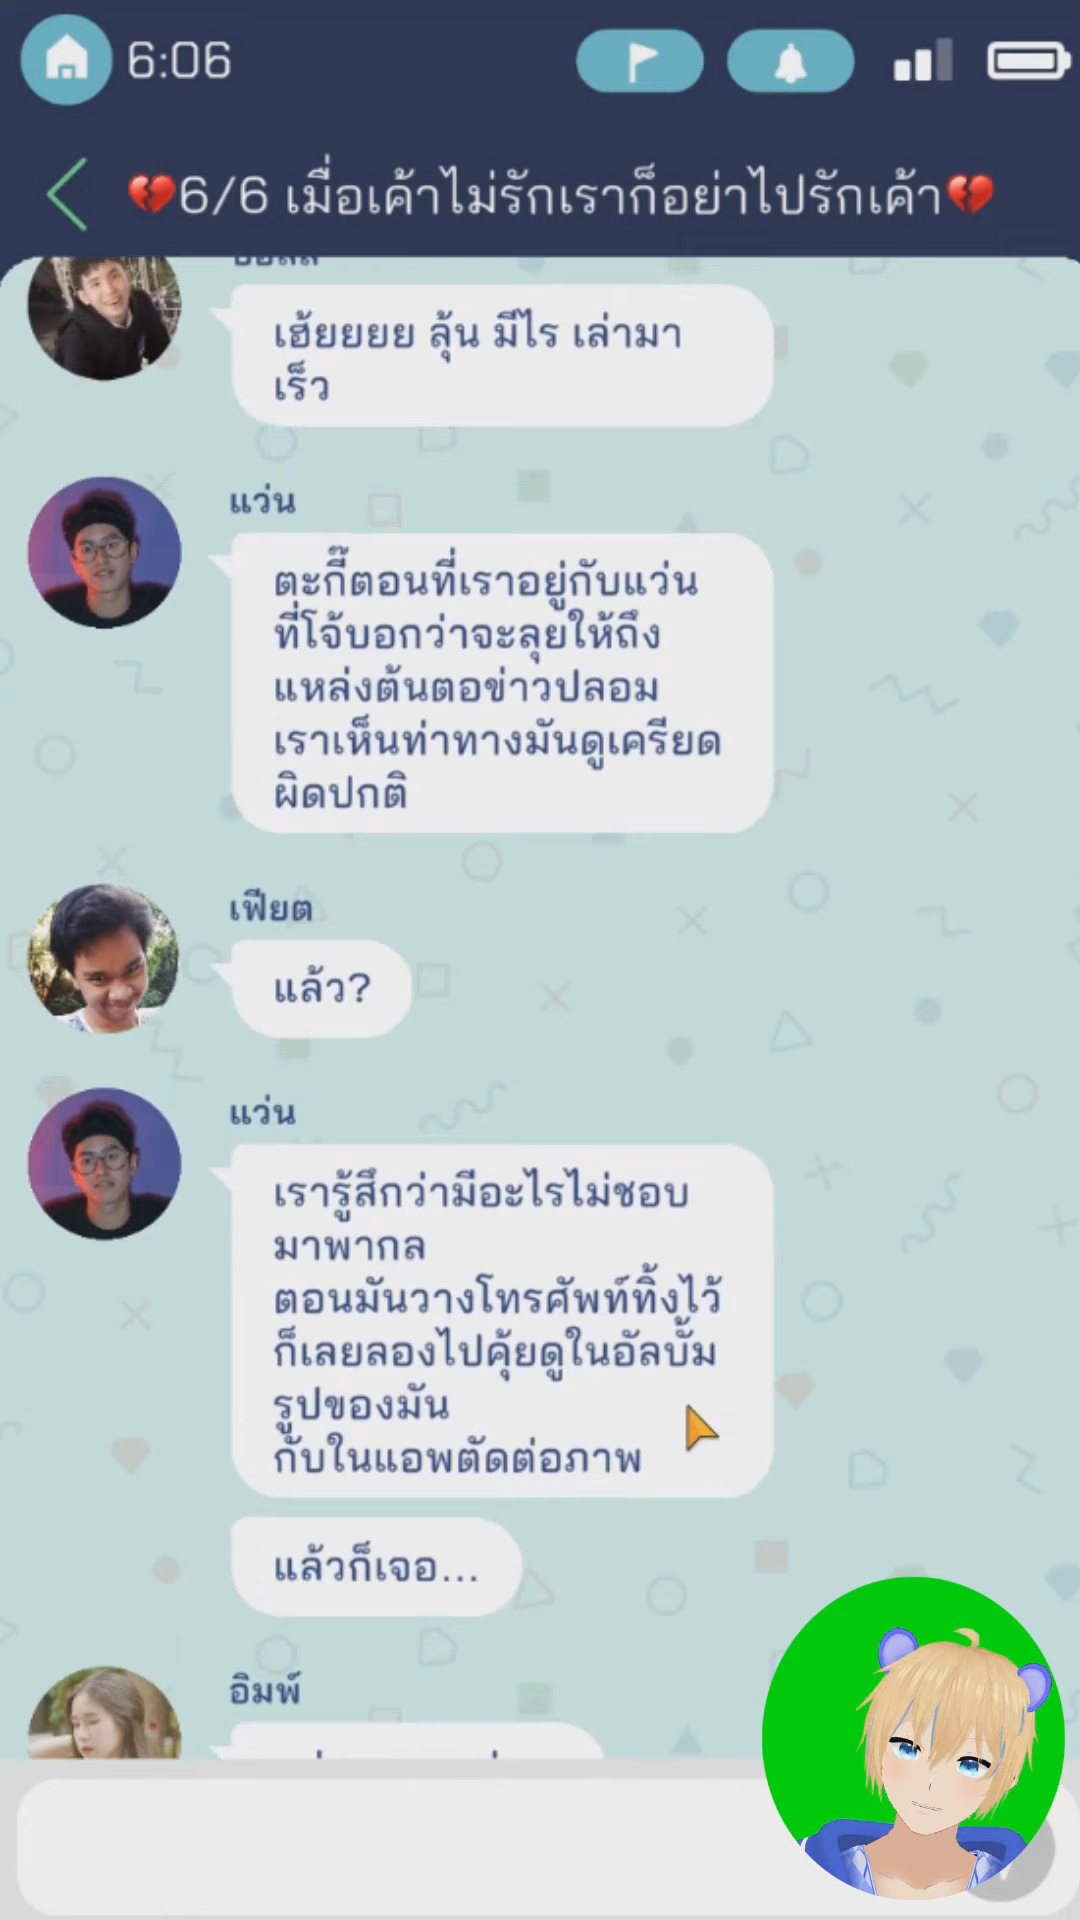 6:06
💔6/6 เมื่อเค้าไม่รักเราก็อย่าไปรักเค้า💔
เฮ้ยยยย ลุ้น มีไร เล่ามา
เร็ว
แว่น
ตะกี๊ตอนที่เราอยู่กับแว่น
ที่โจ้บอกว่าจะลุยให้ถึง
แหล่งต้นตอข่าวปลอม
เราเห็นท่าทางมันดูเครียด
ผิดปกติ
เฟียต
แล้ว?
แว่น
เรารู้สึกว่ามีอะไรไม่ชอบ
มาพากล
ตอนมันวางโทรศัพท์ทิ้งไว้
ก็เลยลองไปคุ้ยดูในอัลบั้ม
รูปของมัน
กับในแอพตัดต่อภาพ
แล้วก็เจอ...
อิมพ์